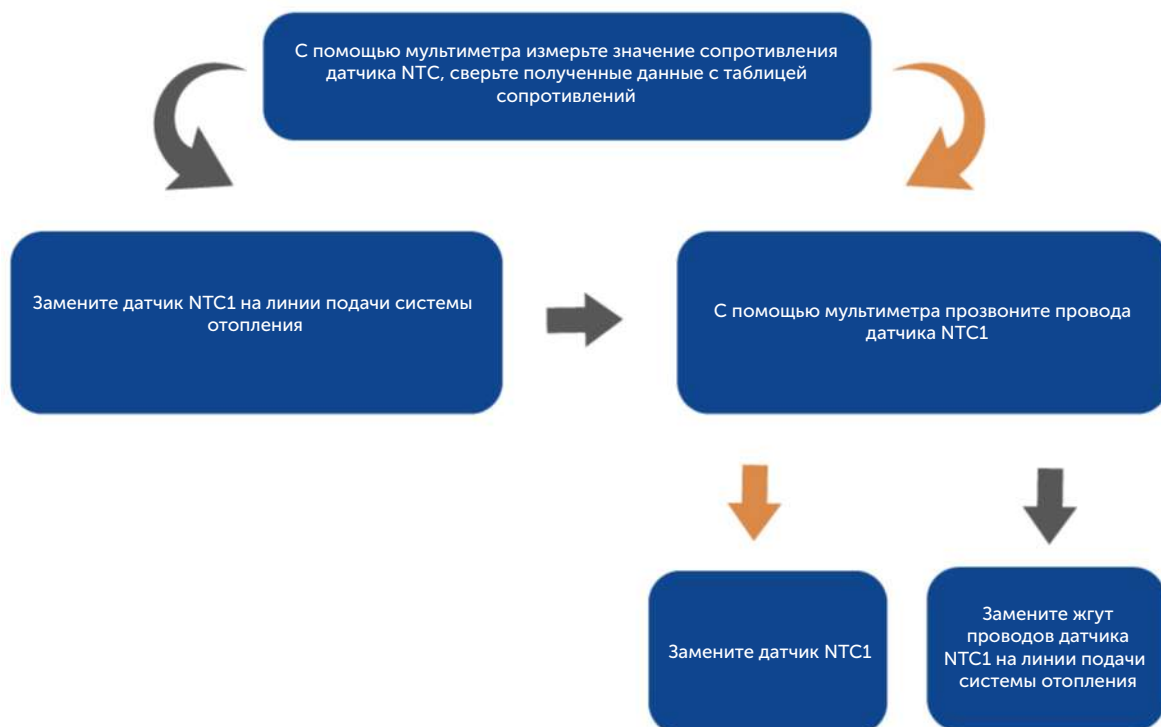 С помощью мультиметра измерьте значение сопротивления
датчика NTC, сверьте полученные данные с таблицей
сопротивлений
Замените датчик NTC1 на линии подачи системы
отопления
С помощью мультиметра прозвоните провода
датчика NTC1
Замените датчик NTC1
Замените жгут
проводов датчика
NTC1 на линии подачи
системы отопления